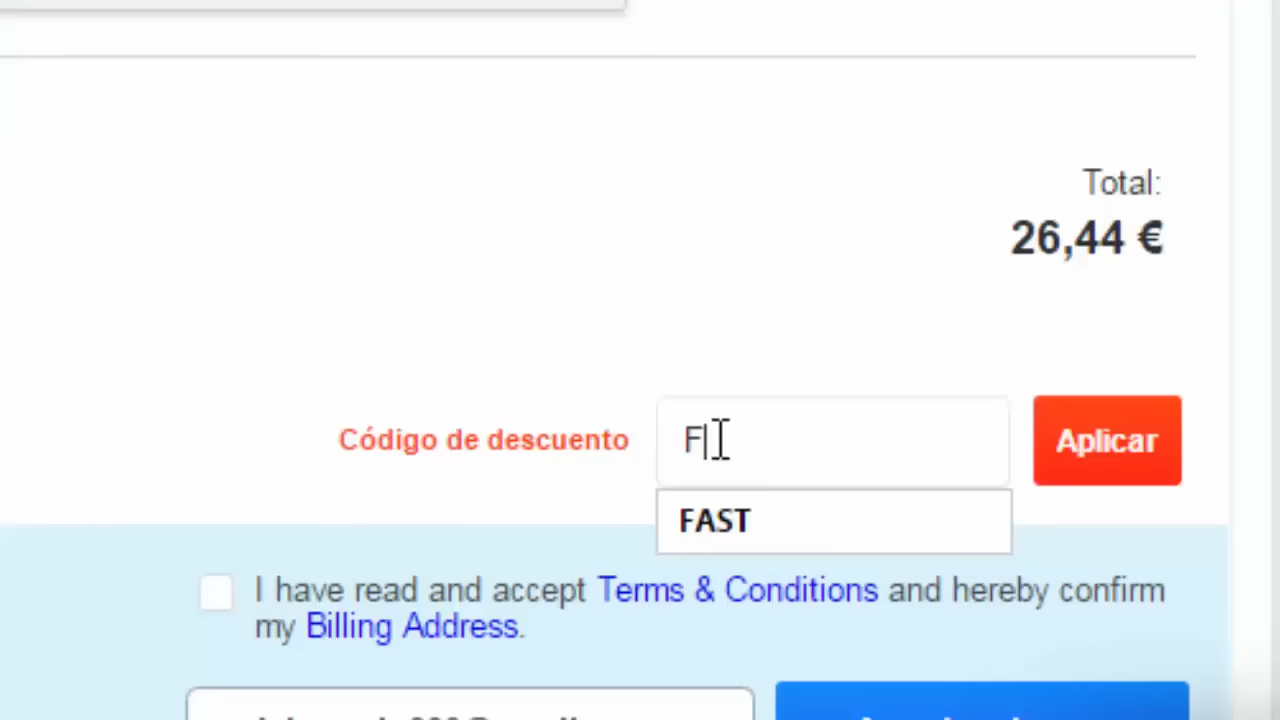 Total:
26,44 €
Código de descuento
F
Aplicar
FAST
I have read and accept Terms & Conditions and hereby confirm
my Billing Address.